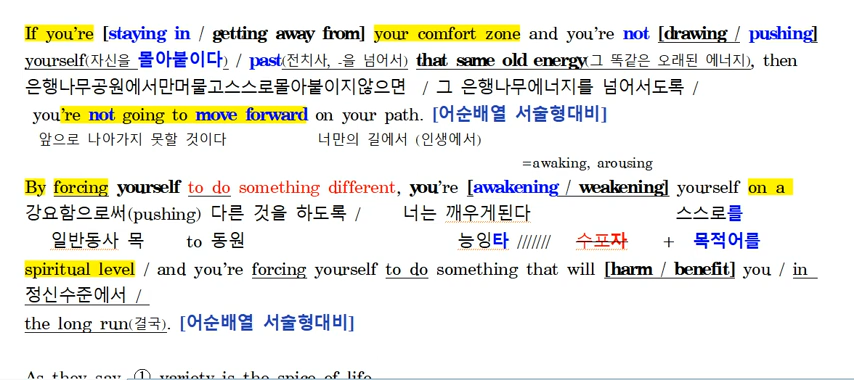 If you're [staying in / getting away from] your comfort zone and you're not [drawing / pushing]
yourself(자신을 몰아붙이다) / past(전치사, -을 넘어서) that same old energy(그 똑같은 오래된 에너지), then
은행나무공원에서만머물고스스로몰아붙이지않으면 / 그 은행나무에너지를 넘어서도록 /
you're not going to move forward on your path. [어순배열 서술형대비]
앞으로 나아가지 못할 것이다 너만의 길에서 (인생에서)
=awaking, arousing
By forcing yourself to do something different, you're [awakening / weakening] yourself on a
강요함으로써(pushing) 다른 것을 하도록 / 너는 깨우게된다 스스로를
일반동사 목 to 동원 능잉타 /////// 수포자 + 목적어를
spiritual level / and you're forcing yourself to do something that will [harm / benefit] you / in
정신수준에서 /
the long run(결국). [어순배열 서술형대비]
As they say, ① variety is the spice of life